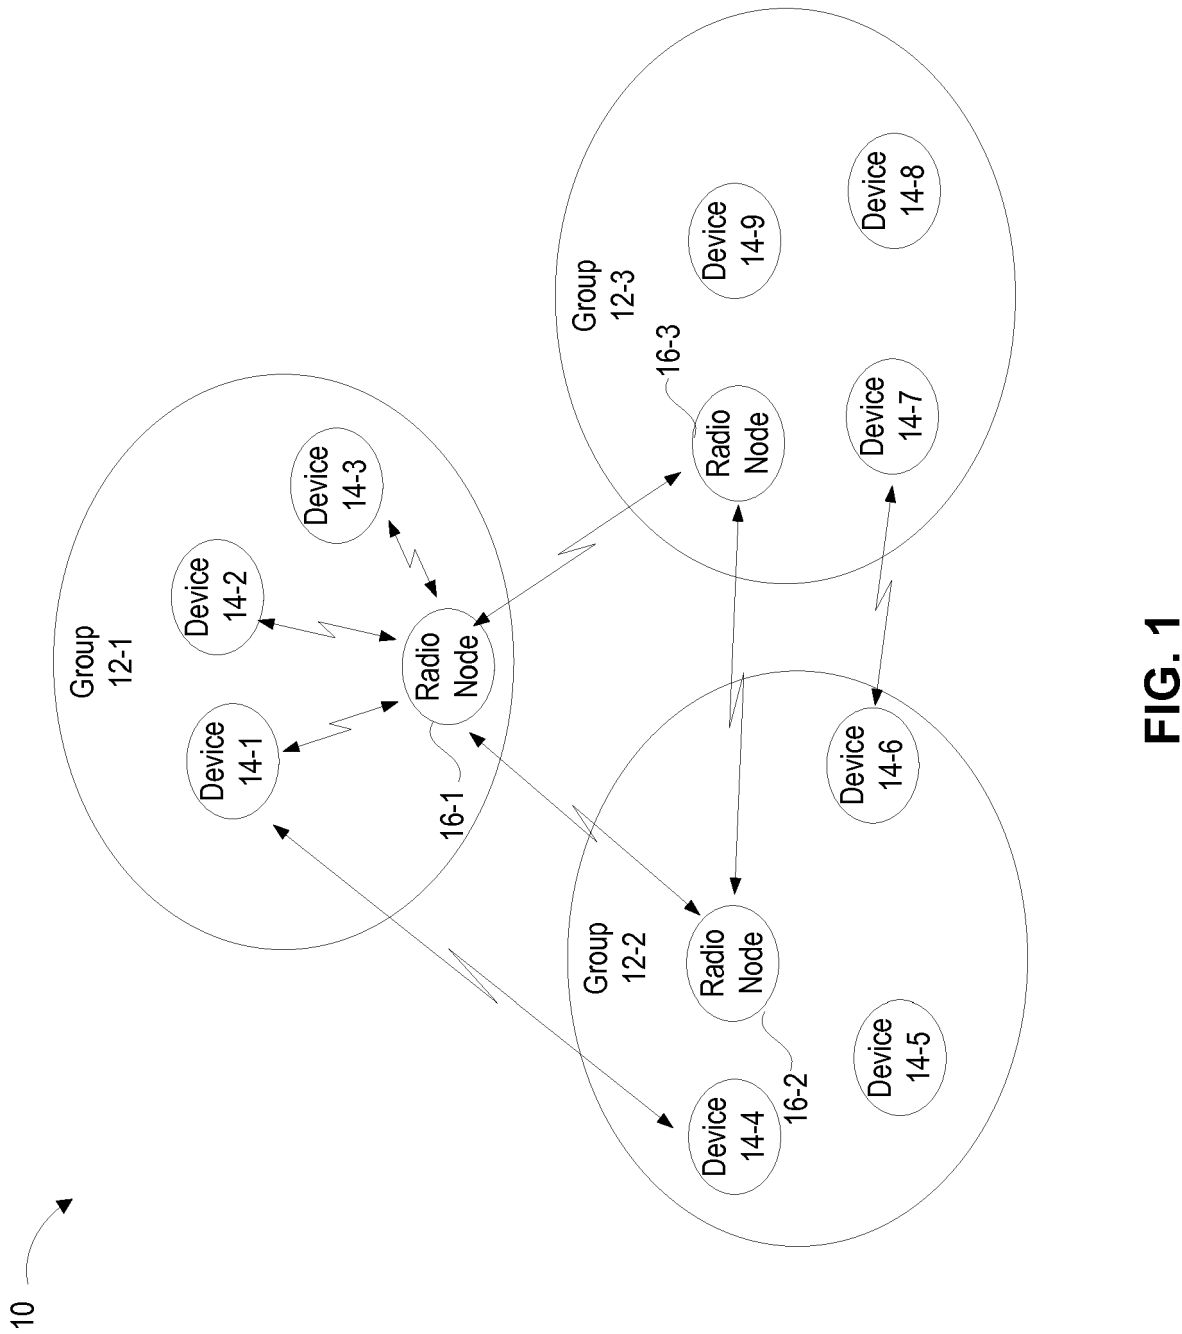 10
Group
12-1
Device
14-1
Device
14-2
Device
14-3
Radio
Node
16-1
Group
12-2
Device
14-4
Radio
Node
16-2
Device
14-5
Device
14-6
Group
12-3
16-3
Radio
Node
Device
14-9
Device
14-7
Device
14-8
FIG. 1